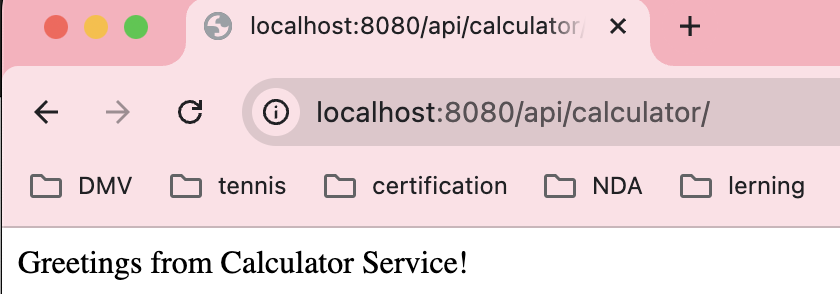 localhost:8080/api/calculator/
localhost:8080/api/calculator/
DMV tennis certification NDA lerning
Greetings from Calculator Service!